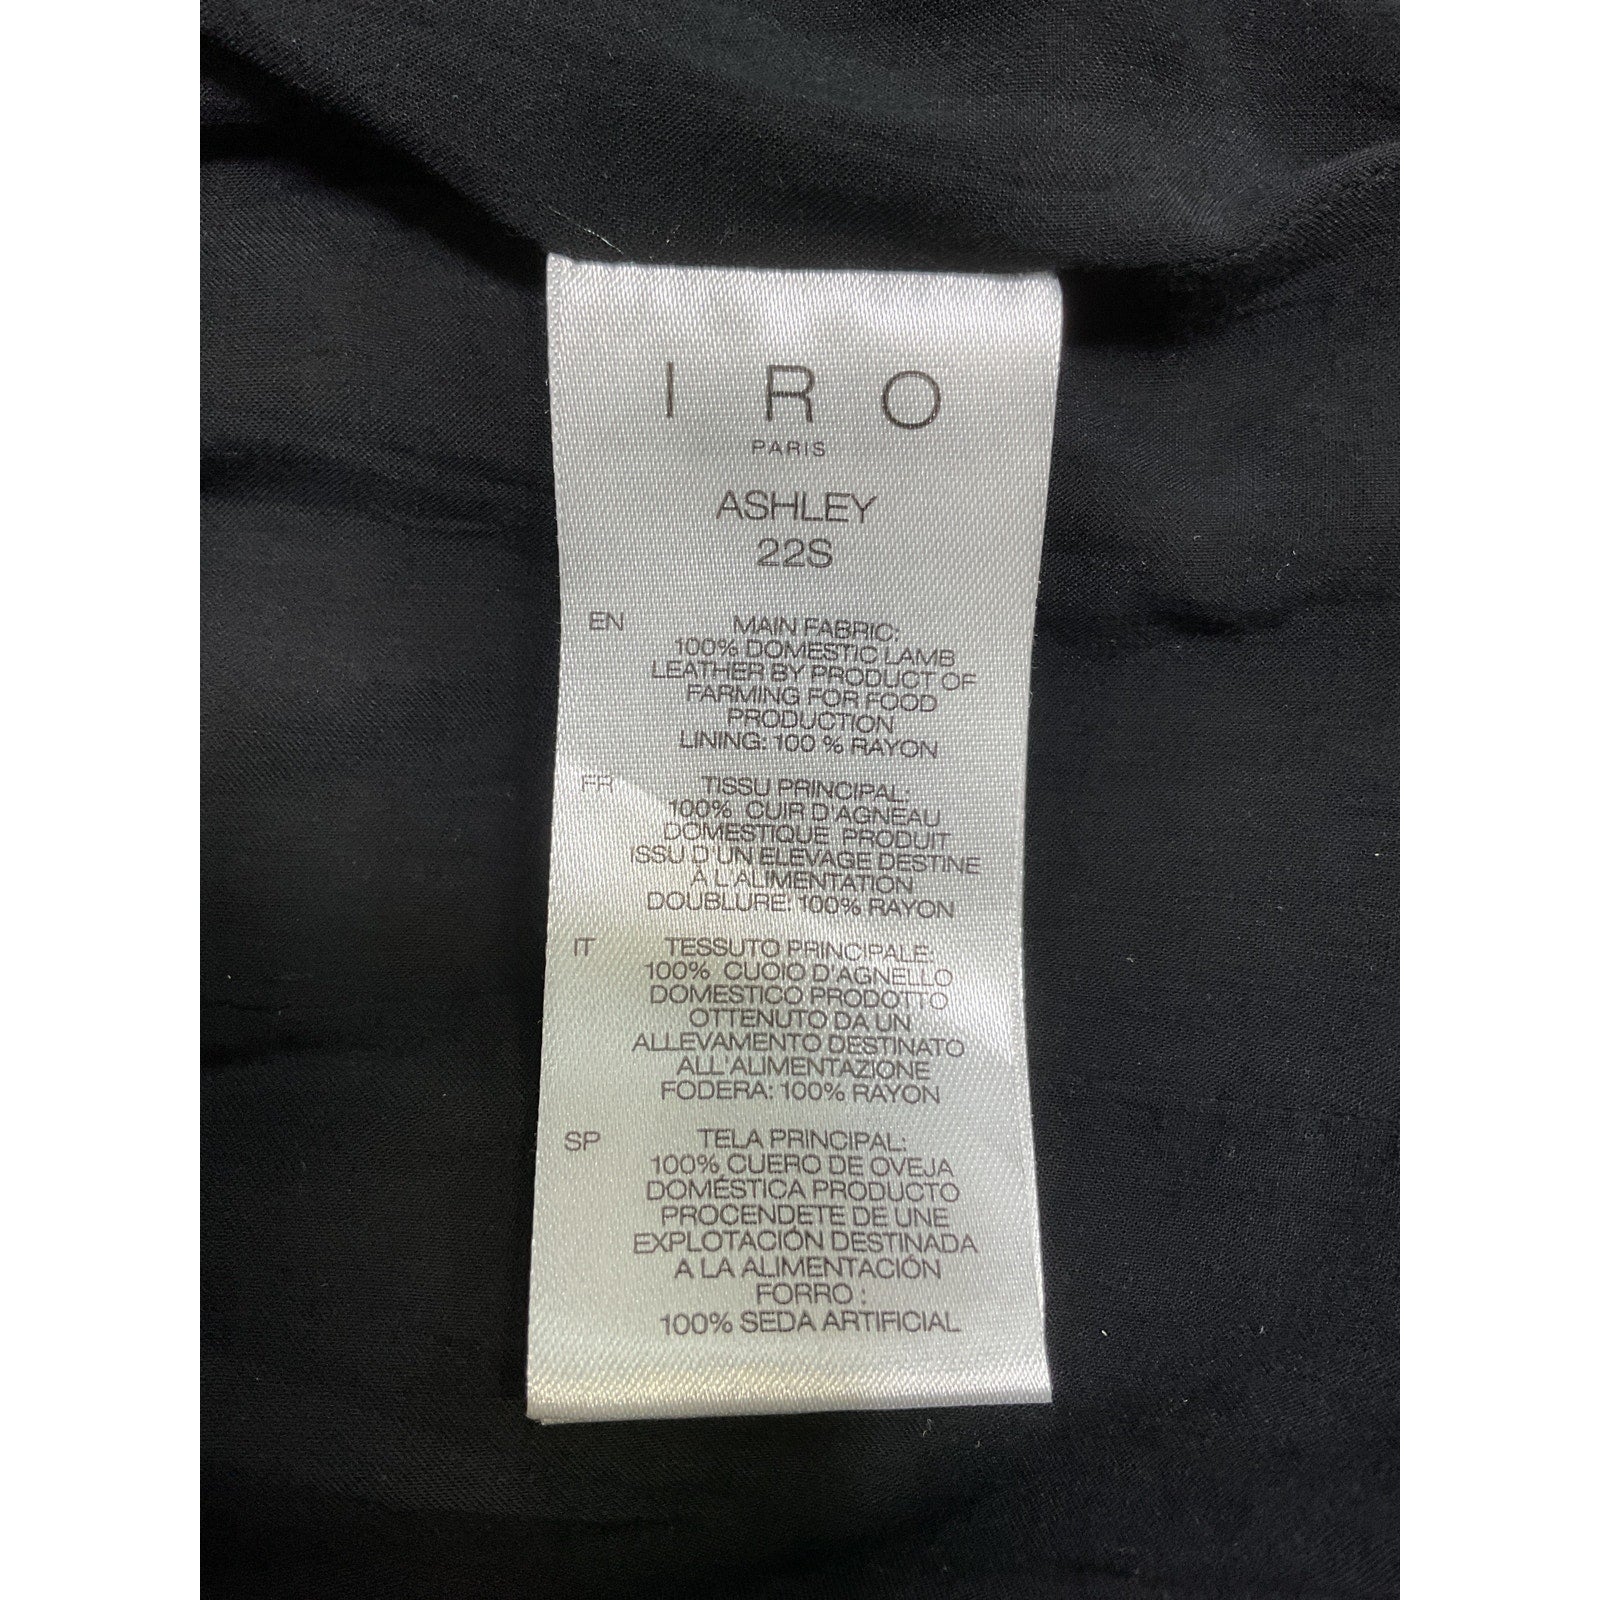 I R O
PARIS
ASHLEY
22S
EN MAIN FABRIC:
100% DOMESTIC LAMB
LEATHER BY PRODUCT OF
FARMING FOR FOOD
PRODUCTION
LINING: 100 % RAYON
FR TISSU PRINCIPAL:
100% CUIR D'AGNEAU
DOMESTIQUE PRODUIT
ISSU D'UN ELEVAGE DESTINE
A L'ALIMENTATION
DOUBLURE: 100% RAYON
IT TESSUTO PRINCIPALE:
100% CUOIO D'AGNELLO
DOMESTICO PRODOTTO
OTTENUTO DA UN
ALLEVAMENTO DESTINATO
ALL'ALIMENTAZIONE
FODERA: 100% RAYON
SP TELA PRINCIPAL:
100% CUERO DE OVEJA
DOMÉSTICA PRODUCTO
PROCENDETE DE UNE
EXPLOTACIÓN DESTINADA
A LA ALIMENTACIÓN
FORRO :
100% SEDA ARTIFICIAL